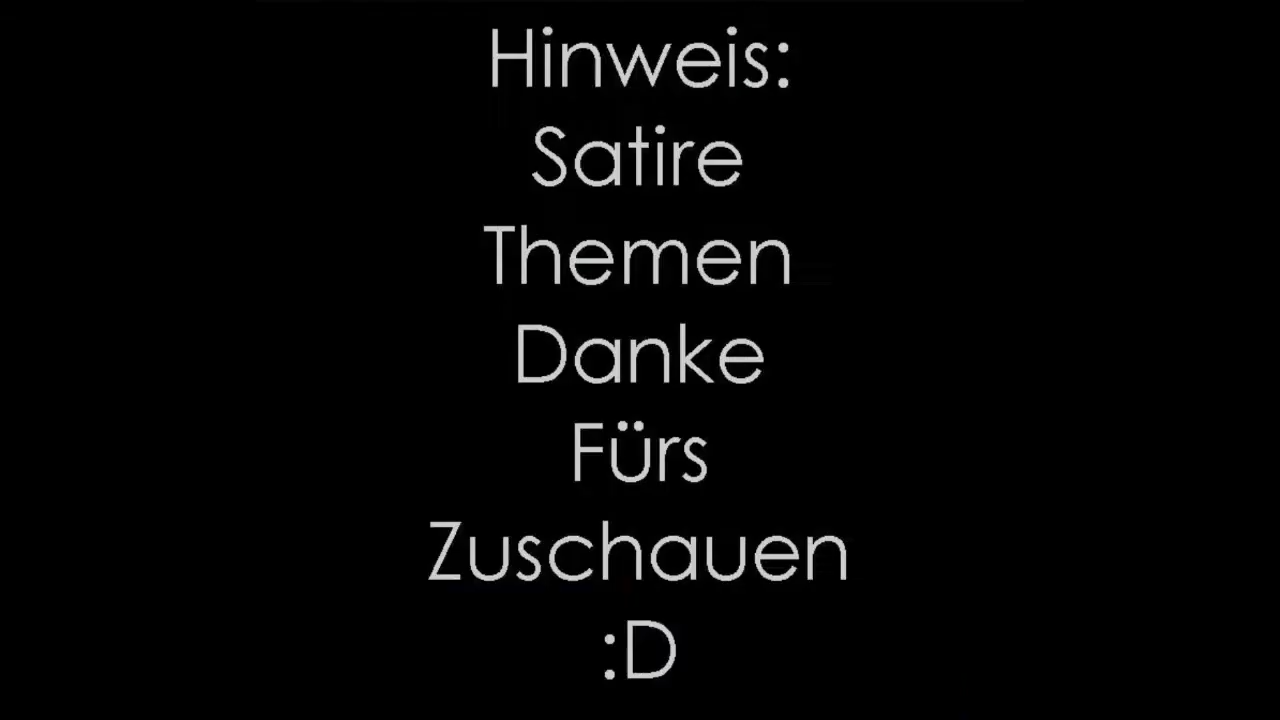 Hinweis:
Satire
Themen
Danke
Fürs
Zuschauen
:D